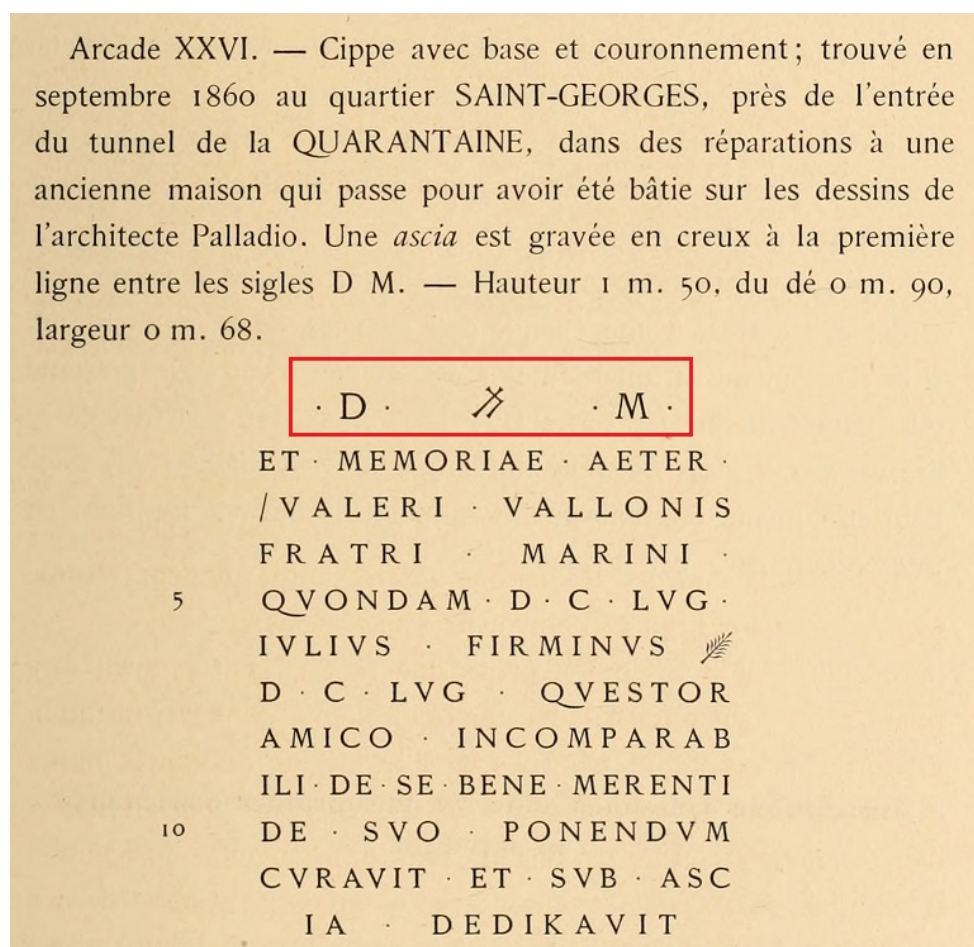 Arcade XXVI. — Cippe avec base et couronnement; trouvé en
septembre 1860 au quartier SAINT-GEORGES, près de l'entrée
du tunnel de la QUARANTAINE, dans des réparations à une
ancienne maison qui passe pour avoir été bâtie sur les dessins de
l'architecte Palladio. Une ascia est gravée en creux à la première
ligne entre les sigles D M. — Hauteur 1 m. 50, du dé 0 m. 90,
largeur 0 m. 68.
· D · · M ·
ET · MEMORIAE · AETER ·
/VALERI · VALLONIS
FRATRI · MARINI ·
5 QVONDAM · D · C · LVG ·
IVLIVS · FIRMINVS
D · C · LVG · QVESTOR
AMICO · INCOMPARAB
ILI · DE · SE · BENE · MERENTI
10 DE · SVO · PONENDVM
CVRAVIT · ET · SVB · ASC
IA · DEDIKAVIT